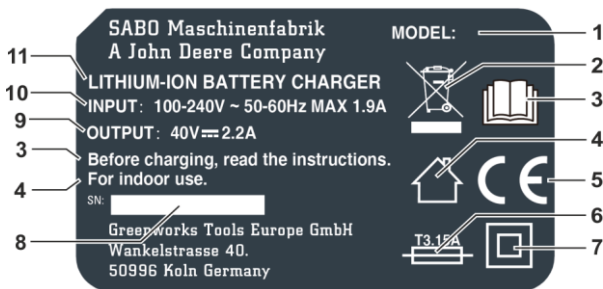 SABO Maschinenfabrik
A John Deere Company
MODEL:
LITHIUM-ION BATTERY CHARGER
INPUT: 100-240V ~ 50-60Hz MAX 1.9A
OUTPUT: 40V⎓2.2A
Before charging, read the instructions.
For indoor use.
SN:
Greenworks Tools Europe GmbH
Wankelstrasse 40.
50996 Koln Germany
CE
T3.15A
11
10
9
3
4
8
1
2
3
4
5
6
7